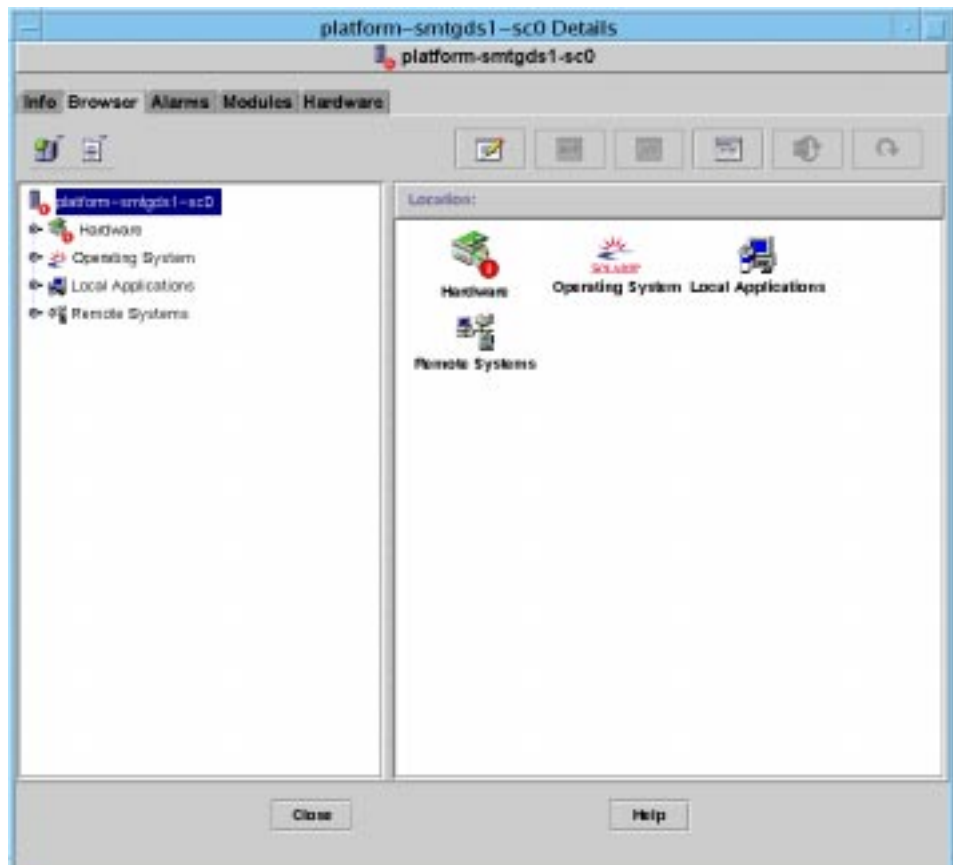 platform-smtgds1-sc0 Details
platform-smtgds1-sc0
Info Browser Alarms Modules Hardware
platform-smtgds1-sc0
Hardware
Operating System
Local Applications
Remote Systems
Location:
Hardware
SOLARIS
Operating System
Local Applications
Remote Systems
Close
Help